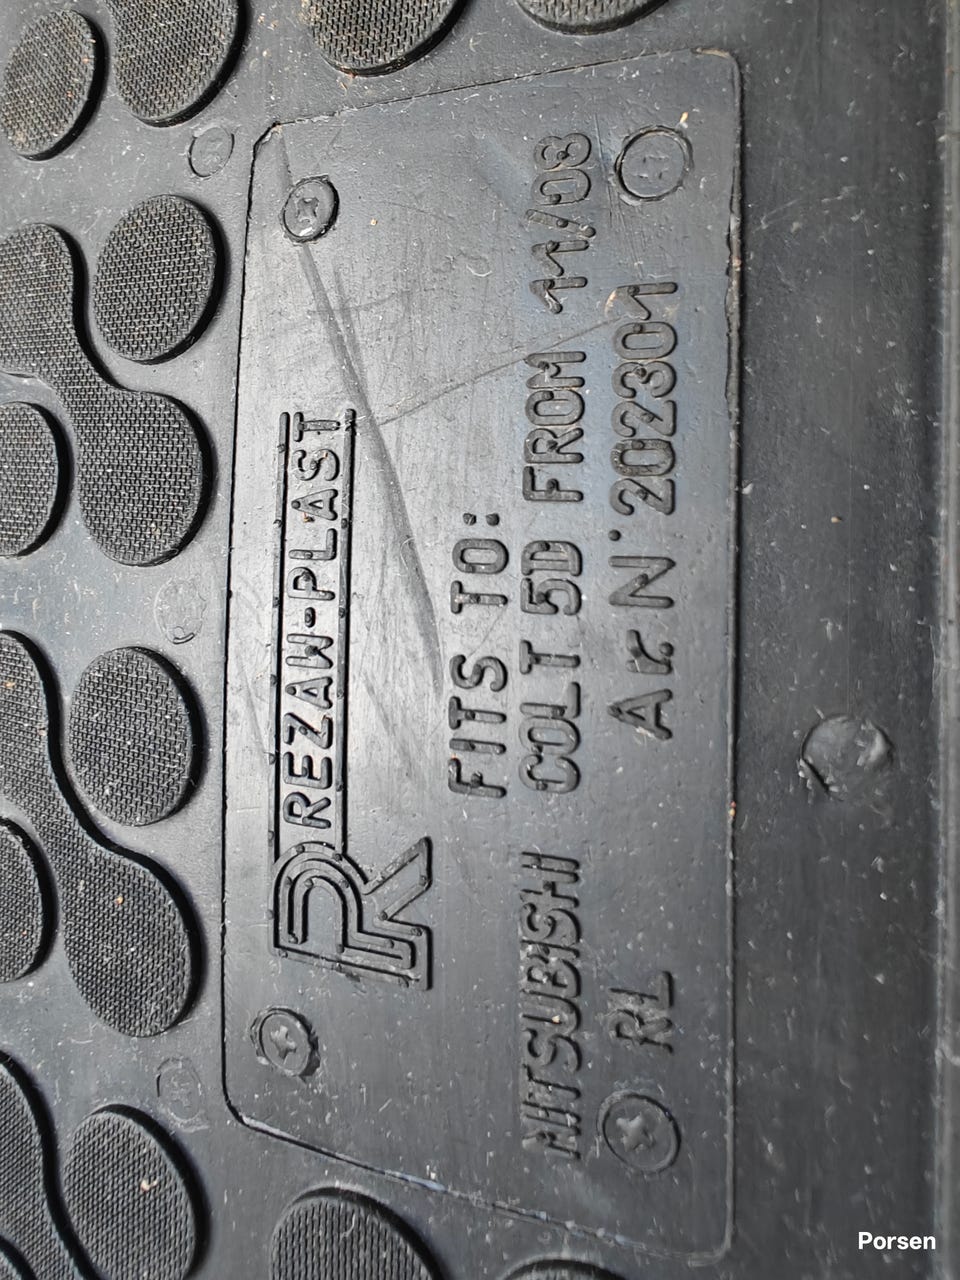 REZAW-PLAST
FITS TO:
MITSUBISHI COLT 5D FROM 11/08
RL Ar.N° 202301
Porsen